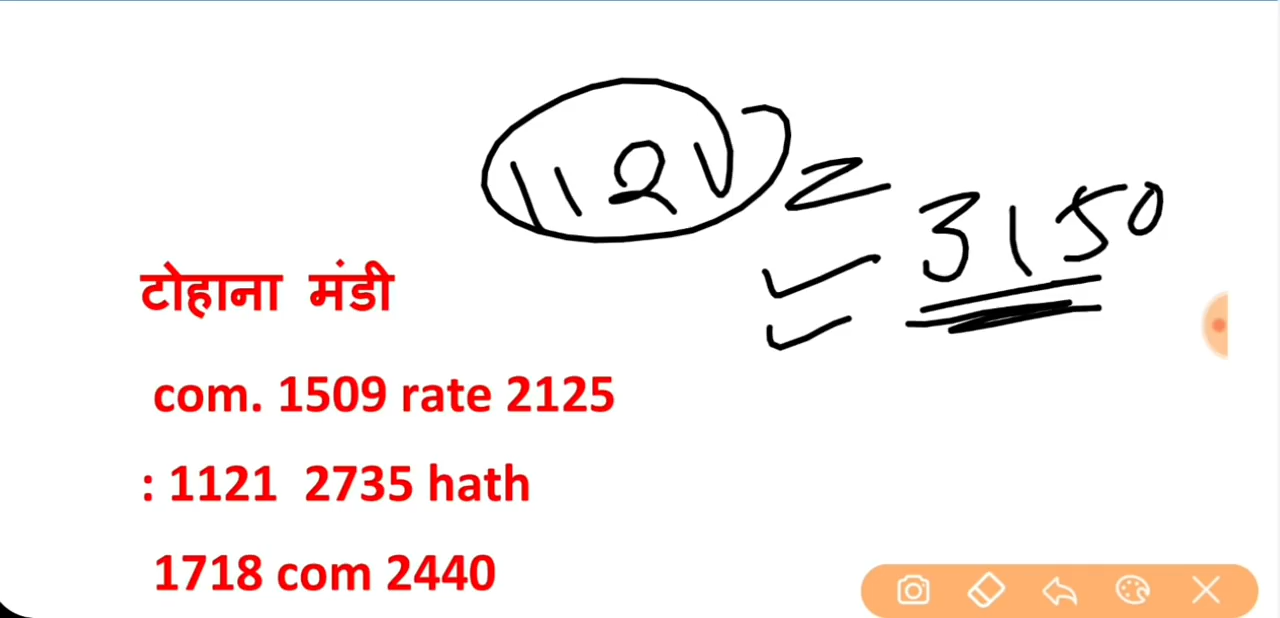 1121 = 3150
टोहाना मंडी
com. 1509 rate 2125
: 1121 2735 hath
1718 com 2440